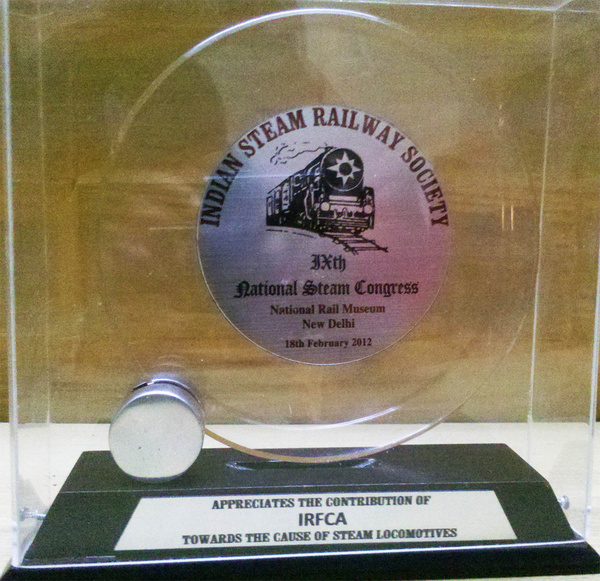 INDIAN STEAM RAILWAY SOCIETY
IXth
National Steam Congress
National Rail Museum
New Delhi
18th February 2012
APPRECIATES THE CONTRIBUTION OF
IRFCA
TOWARDS THE CAUSE OF STEAM LOCOMOTIVES